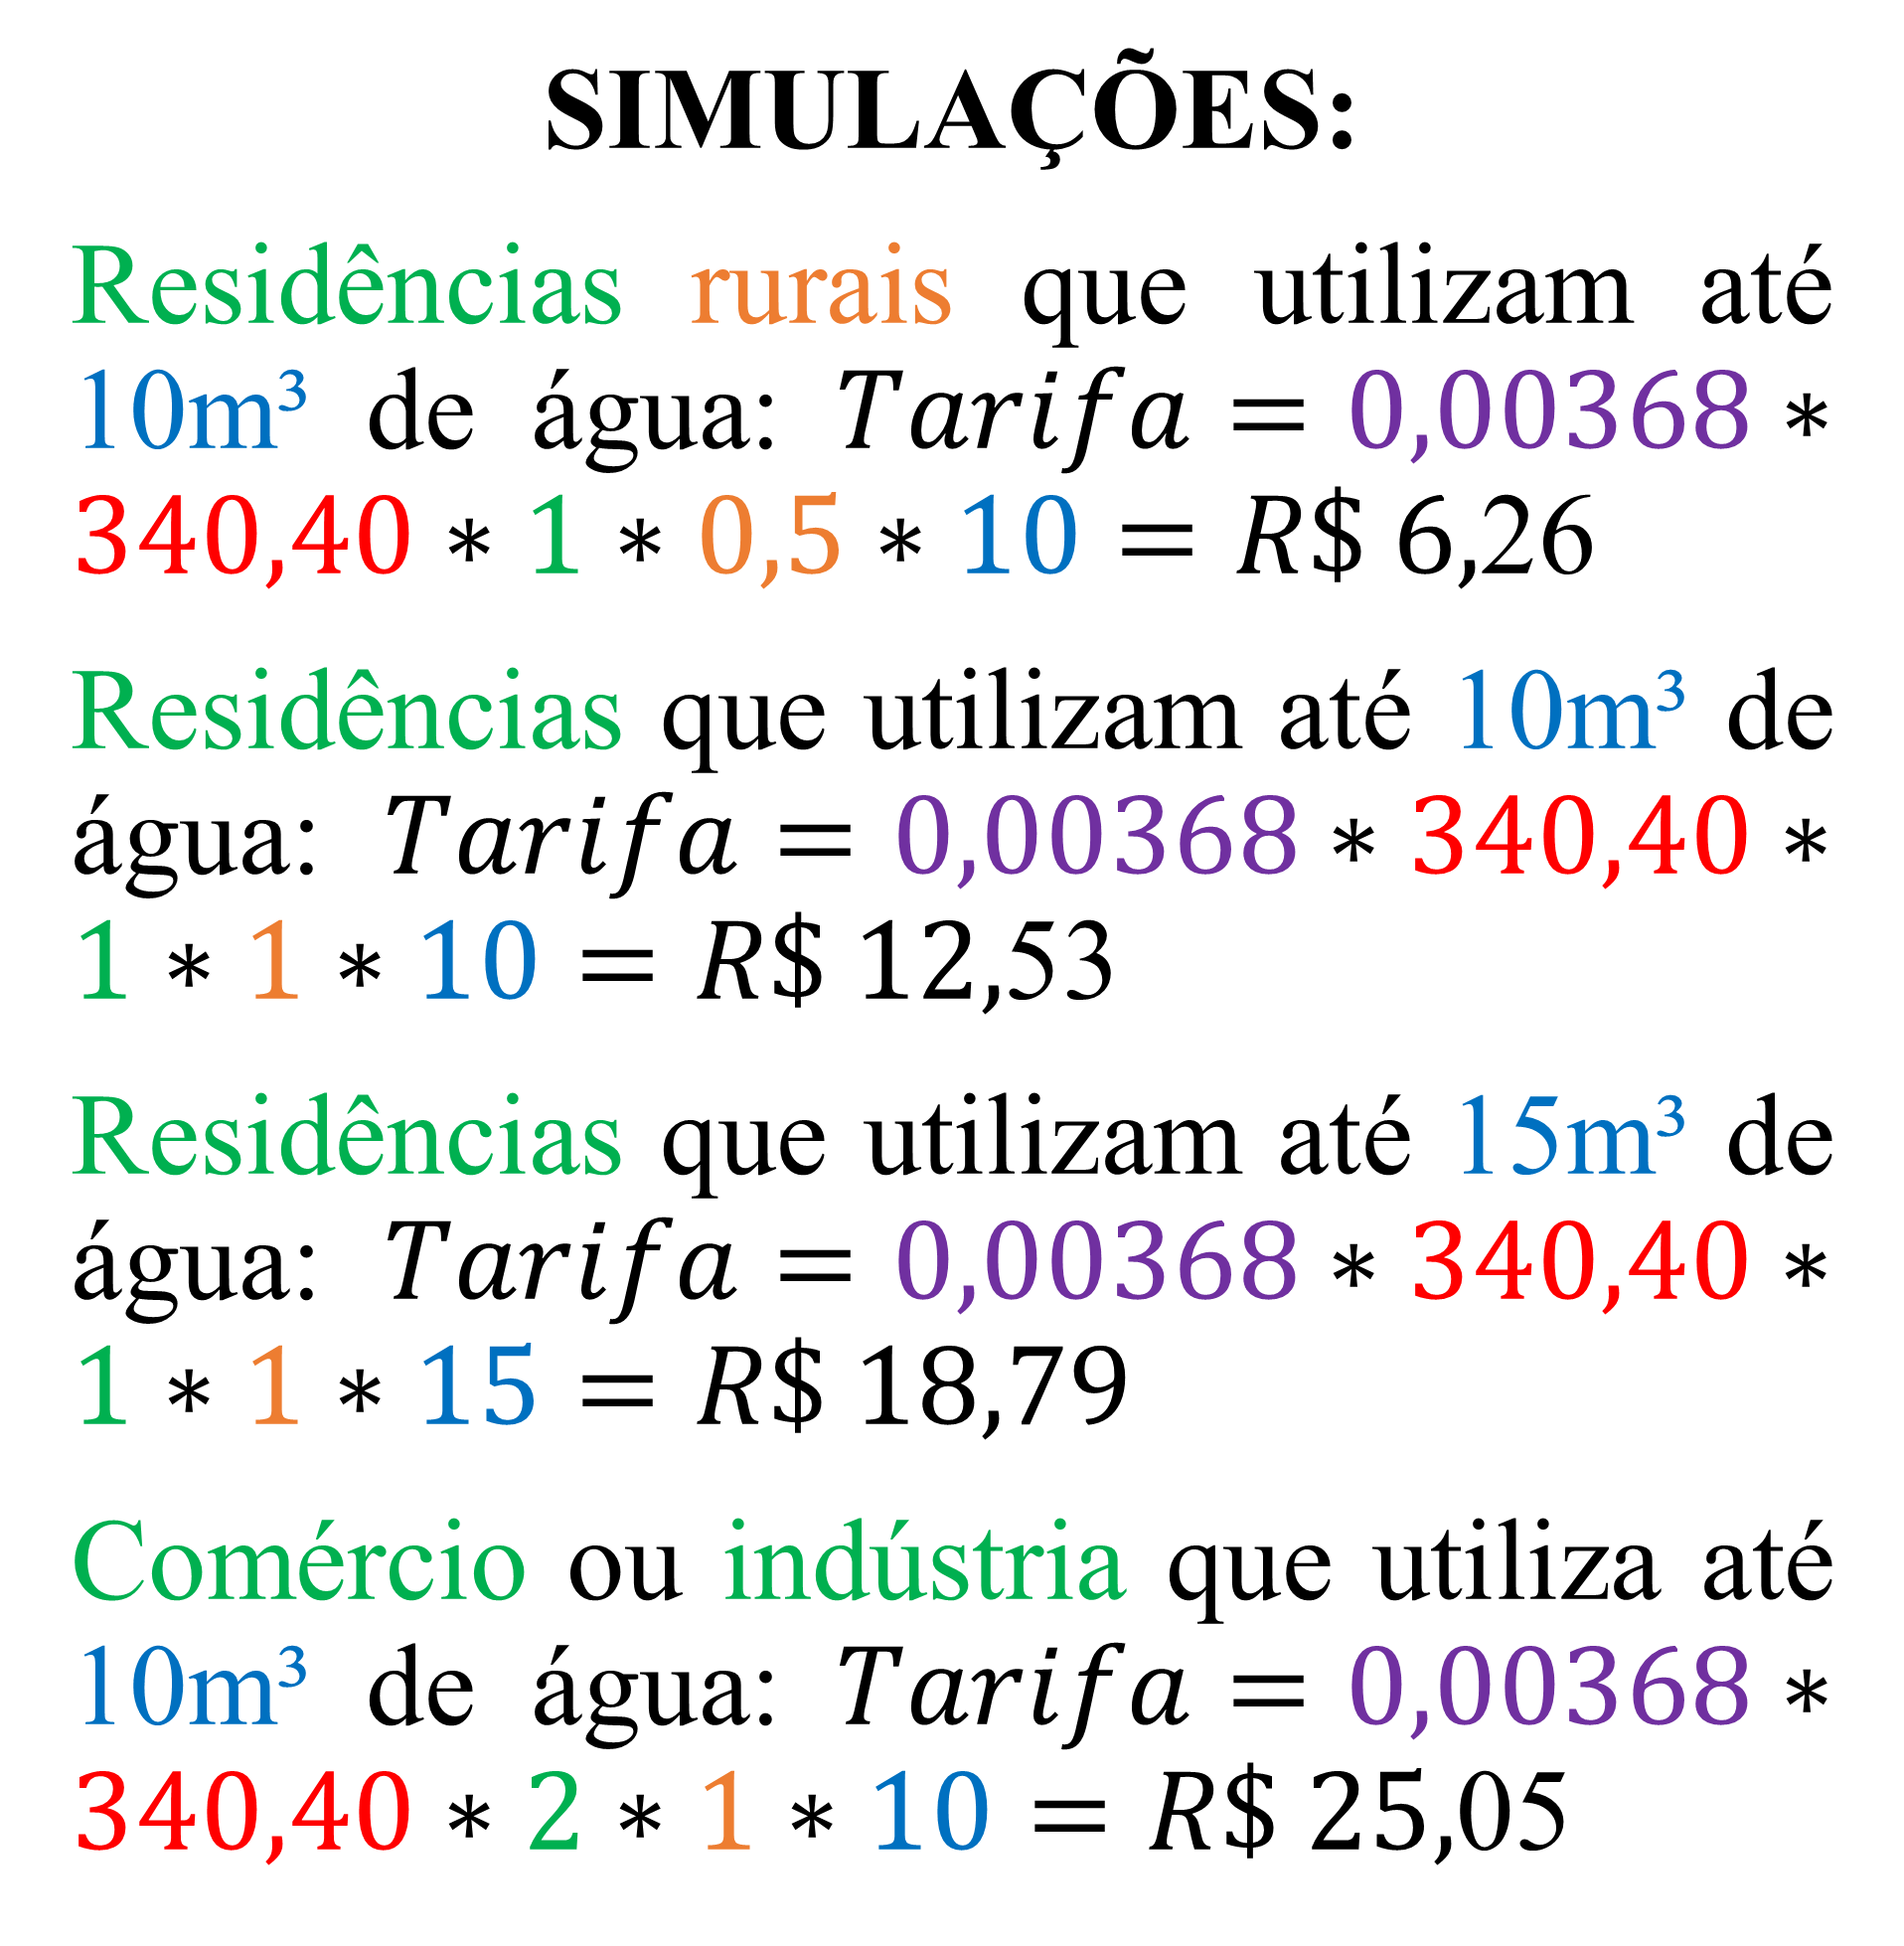 SIMULAÇÕES:
Residências rurais que utilizam até
10m³ de água: Tarifa = 0,00368 *
340,40 * 1 * 0,5 * 10 = R$ 6,26
Residências que utilizam até 10m³ de
água: Tarifa = 0,00368 * 340,40 *
1 * 1 * 10 = R$ 12,53
Residências que utilizam até 15m³ de
água: Tarifa = 0,00368 * 340,40 *
1 * 1 * 15 = R$ 18,79
Comércio ou indústria que utiliza até
10m³ de água: Tarifa = 0,00368 *
340,40 * 2 * 1 * 10 = R$ 25,05